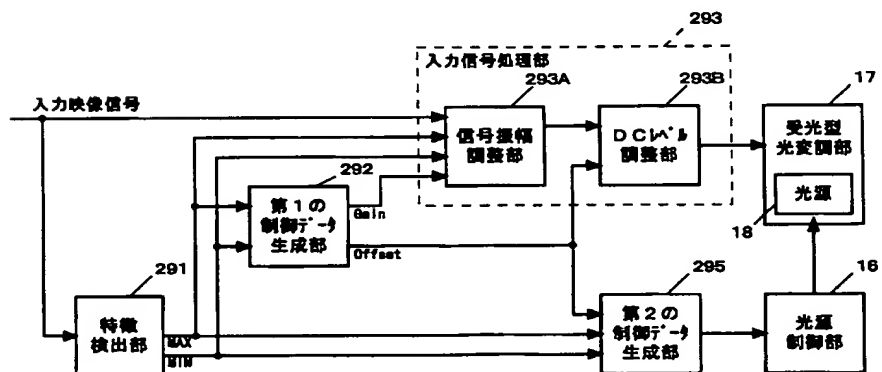 293
入力信号処理部
293A
293B
17
入力映像信号
信号振幅
調整部
DCレベル
調整部
受光型
光変調部
光源
18
292
第1の
制御データ
生成部
Gain
Offset
291
特徴
検出部
MAX
MIN
295
第2の
制御データ
生成部
16
光源
制御部